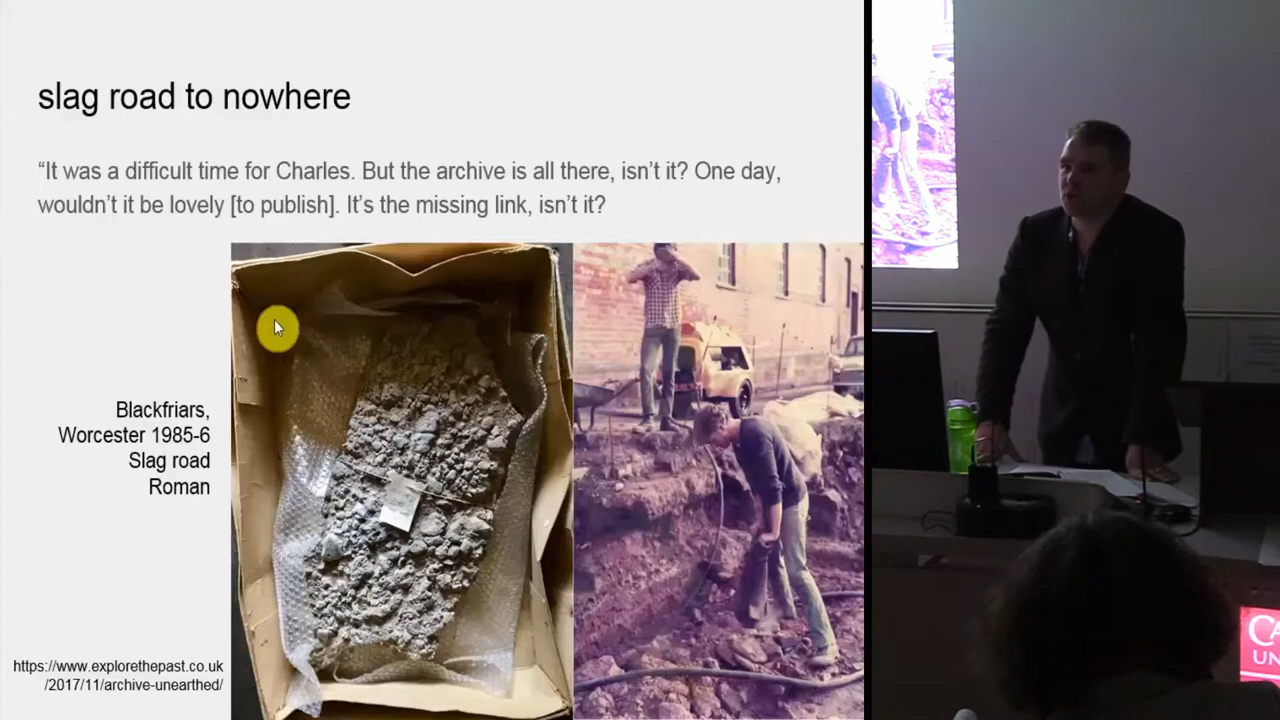 slag road to nowhere
“It was a difficult time for Charles. But the archive is all there, isn’t it? One day,
wouldn’t it be lovely [to publish]. It’s the missing link, isn’t it?
Blackfriars,
Worcester 1985-6
Slag road
Roman
https://www.explorethepast.co.uk
/2017/11/archive-unearthed/
CA
UN